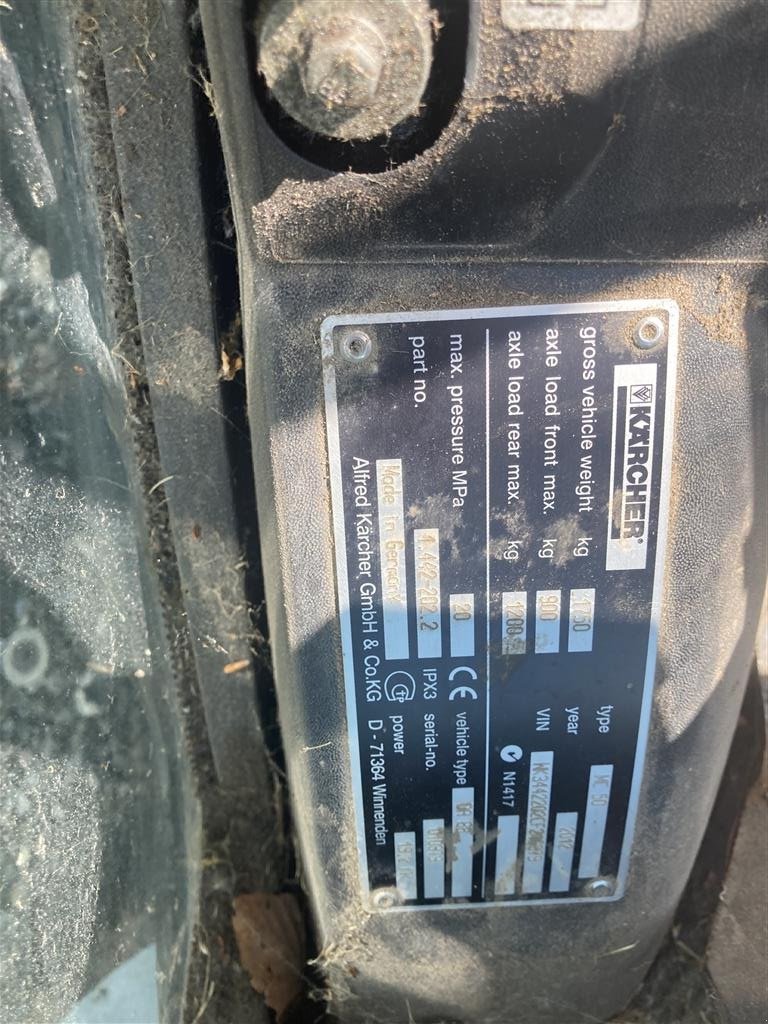 KÄRCHER
gross vehicle weight kg 1750 type MC 50
axle load front max. kg 900 year 2012
axle load rear max. kg 1200 VIN
N1417
max. pressure MPa 20 CE vehicle type
part no. 1.442-202.2 IPX3 serial-no.
Made in Germany power
Alfred Kärcher GmbH & Co.KG D - 71364 Winnenden